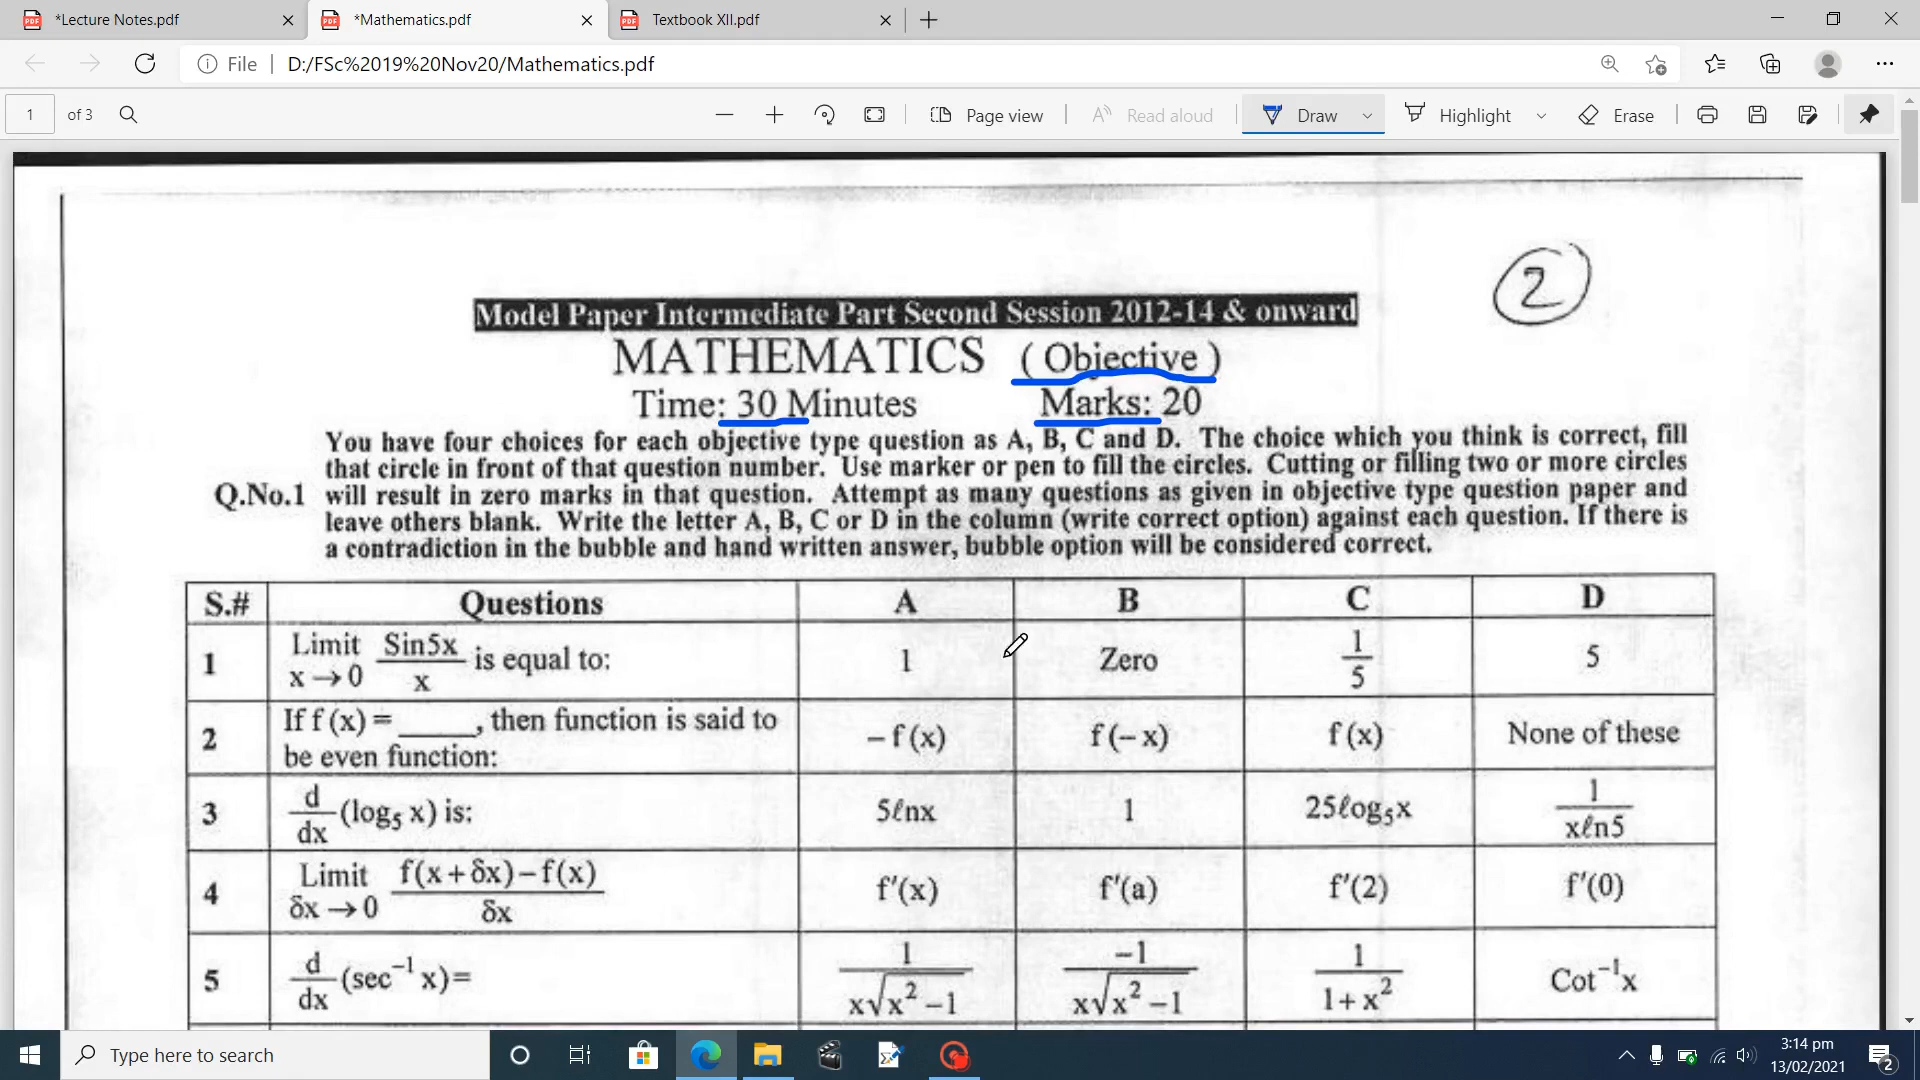 *Lecture Notes.pdf
*Mathematics.pdf
Textbook XII.pdf
File
D:/FSc%2019%20Nov20/Mathematics.pdf
1 of 3
Page view
Read aloud
Draw
Highlight
Erase
2
Model Paper Intermediate Part Second Session 2012-14 & onward
MATHEMATICS ( Objective )
Time: 30 Minutes Marks: 20
You have four choices for each objective type question as A, B, C and D. The choice which you think is correct, fill
that circle in front of that question number. Use marker or pen to fill the circles. Cutting or filling two or more circles
Q.No.1 will result in zero marks in that question. Attempt as many questions as given in objective type question paper and
leave others blank. Write the letter A, B, C or D in the column (write correct option) against each question. If there is
a contradiction in the bubble and hand written answer, bubble option will be considered correct.
S.# Questions A B C D
1 Limit x→0 Sin5x/x is equal to: 1 Zero 1/5 5
2 If f (x) = _____, then function is said to
be even function: – f (x) f (– x) f (x) None of these
3 d/dx (log₅ x) is: 5ℓnx 1 25ℓog₅x 1/xℓn5
4 Limit δx→0 f(x+δx)–f(x)/δx f'(x) f'(a) f'(2) f'(0)
5 d/dx (sec⁻¹ x)= 1/x√x²–1 –1/x√x²–1 1/1+x² Cot⁻¹x
Type here to search
3:14 pm
13/02/2021
2